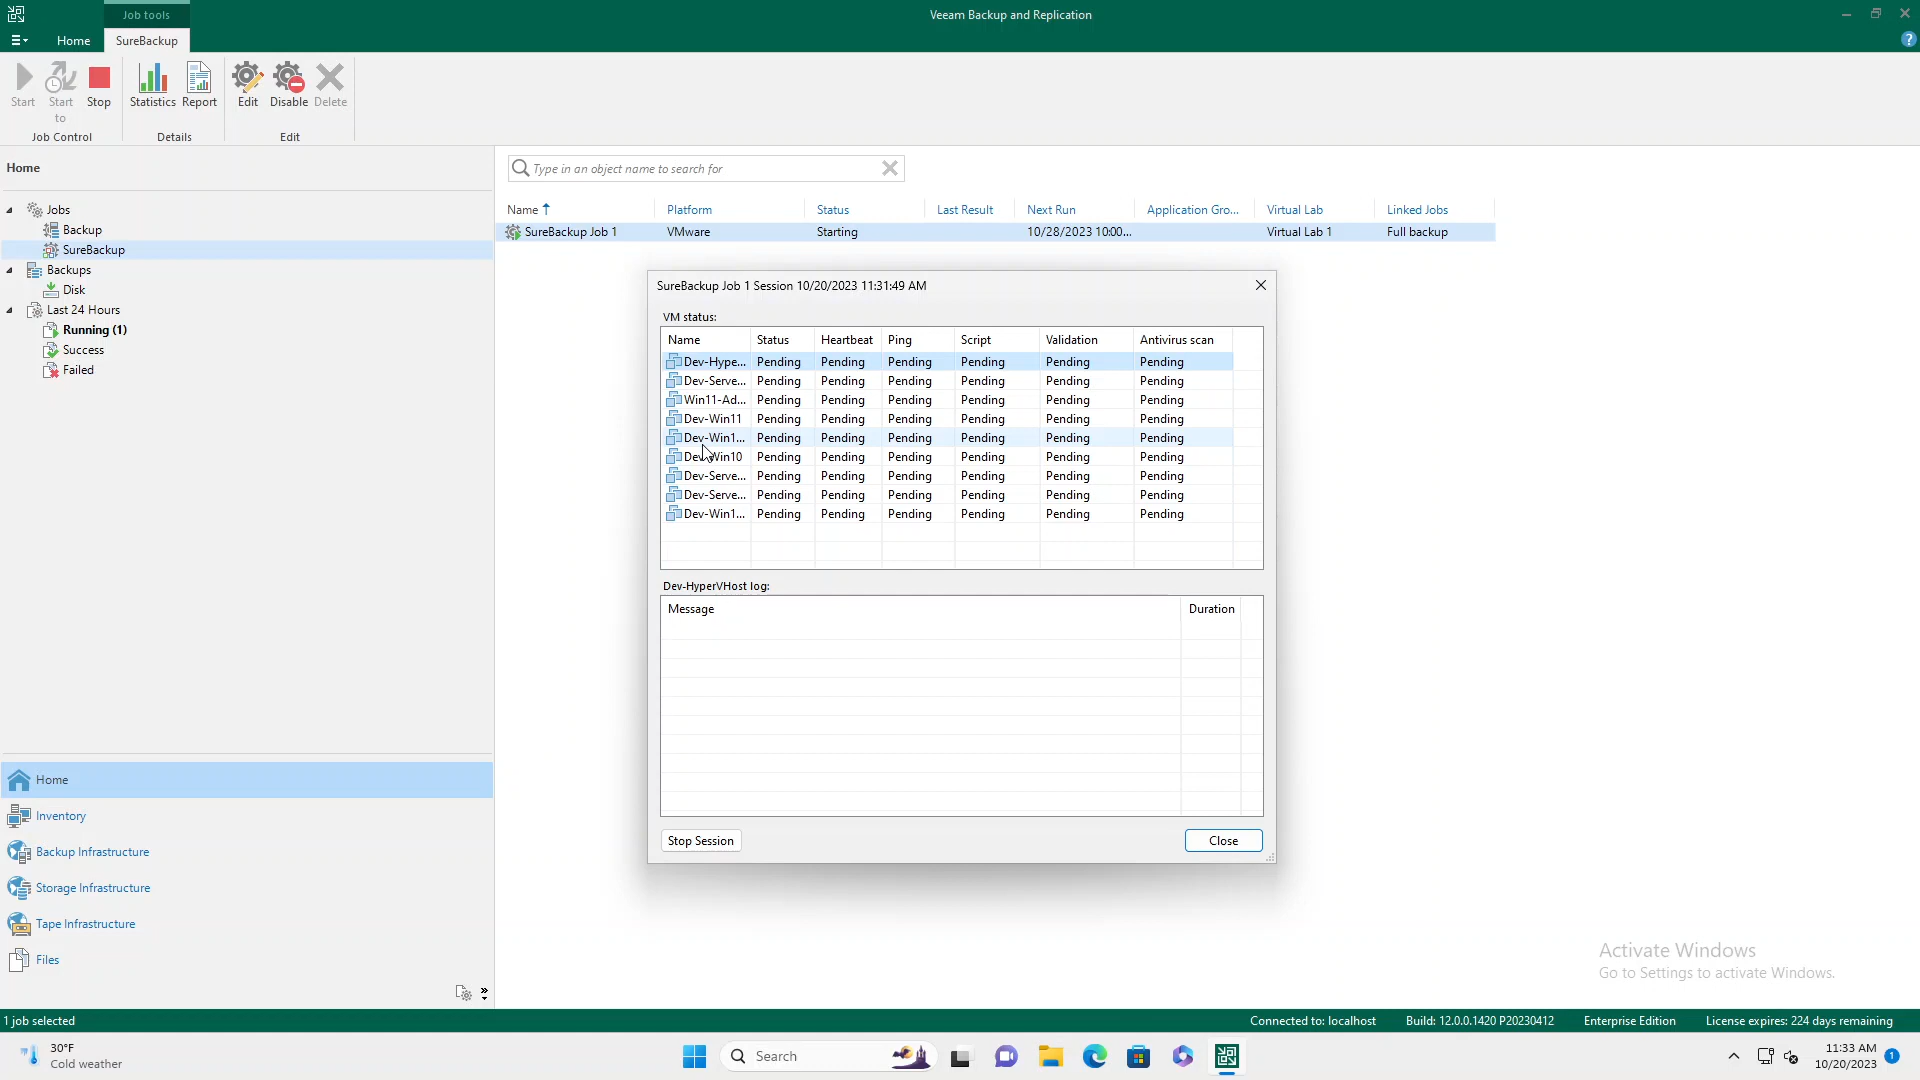 Job tools
Veeam Backup and Replication
Home
SureBackup
Start
Start to
Stop
Statistics
Report
Edit
Disable
Delete
Job Control
Details
Edit
Home
Type in an object name to search for
Name
Platform
Status
Last Result
Next Run
Application Gro...
Virtual Lab
Linked Jobs
SureBackup Job 1
VMware
Starting
10/28/2023 10:00...
Virtual Lab 1
Full backup
Jobs
Backup
SureBackup
Backups
Disk
Last 24 Hours
Running (1)
Success
Failed
SureBackup Job 1 Session 10/20/2023 11:31:49 AM
VM status:
Name Status Heartbeat Ping Script Validation Antivirus scan
Dev-Hype... Pending Pending Pending Pending Pending Pending
Dev-Serve... Pending Pending Pending Pending Pending Pending
Win11-Ad... Pending Pending Pending Pending Pending Pending
Dev-Win11 Pending Pending Pending Pending Pending Pending
Dev-Win1... Pending Pending Pending Pending Pending Pending
Dev-Win10 Pending Pending Pending Pending Pending Pending
Dev-Serve... Pending Pending Pending Pending Pending Pending
Dev-Serve... Pending Pending Pending Pending Pending Pending
Dev-Win1... Pending Pending Pending Pending Pending Pending
Dev-HyperVHost log:
Message Duration
Stop Session
Close
Home
Inventory
Backup Infrastructure
Storage Infrastructure
Tape Infrastructure
Files
Activate Windows
Go to Settings to activate Windows.
1 job selected
Connected to: localhost
Build: 12.0.0.1420 P20230412
Enterprise Edition
License expires: 224 days remaining
30°F
Cold weather
Search
11:33 AM
10/20/2023
1